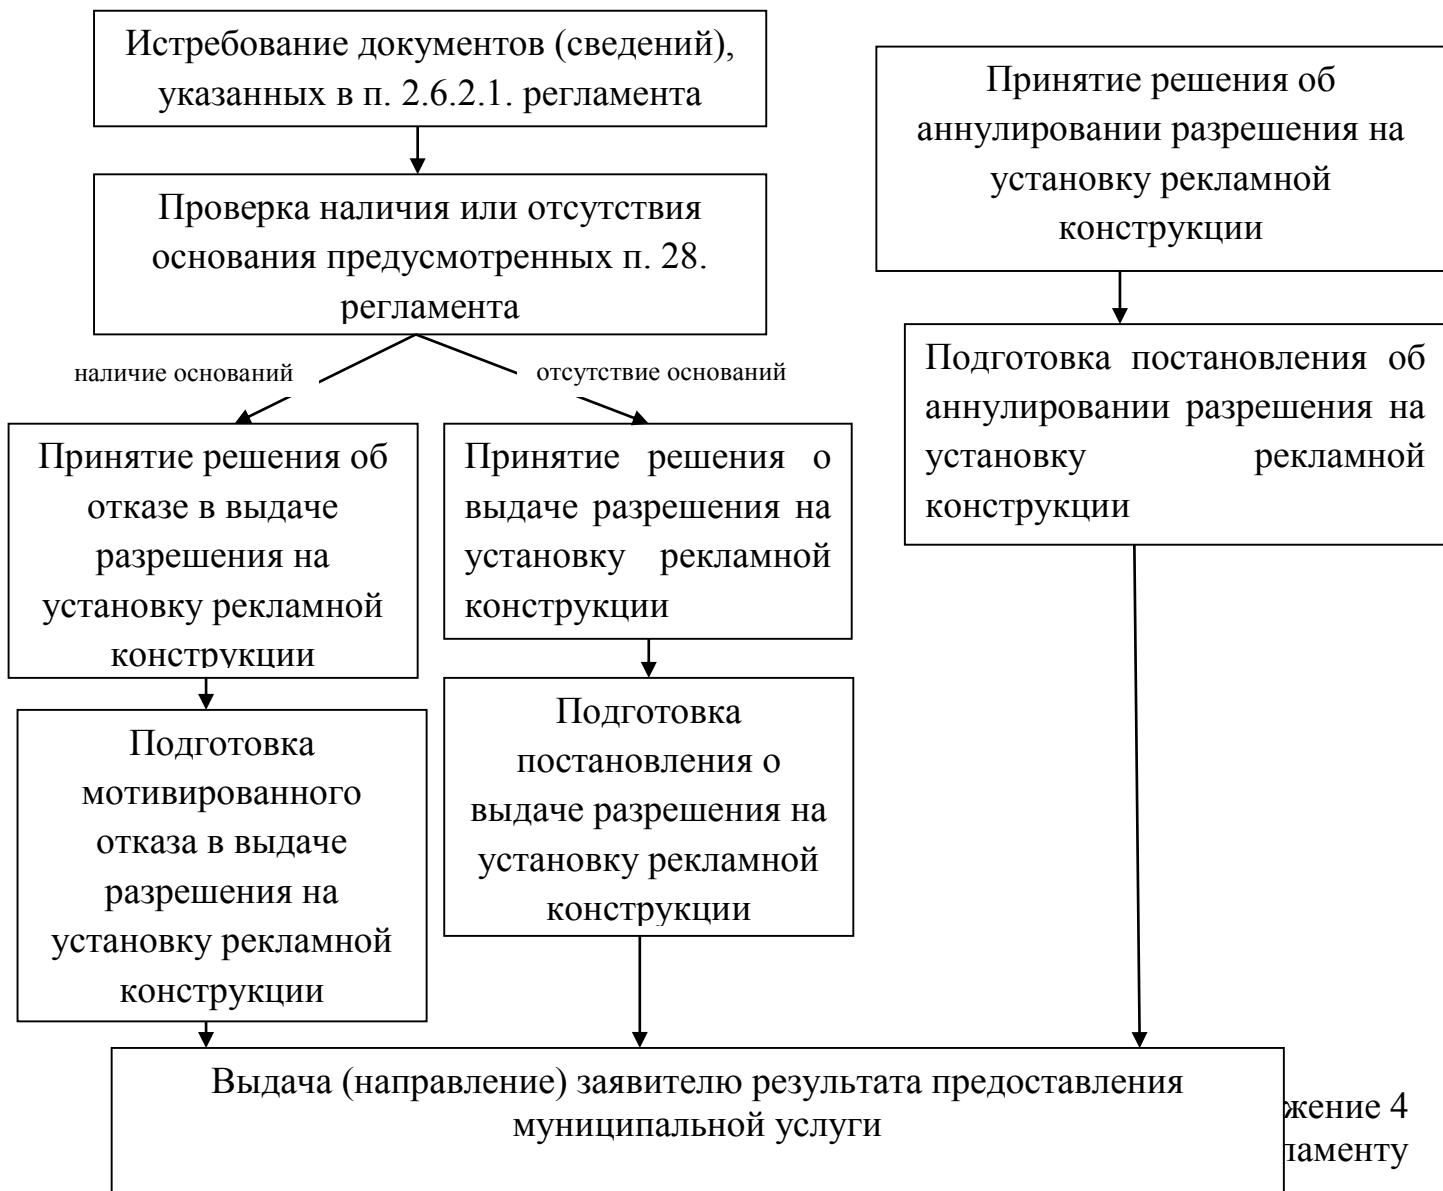 Истребование документов (сведений),
указанных в п. 2.6.2.1. регламента
Проверка наличия или отсутствия
основания предусмотренных п. 28.
регламента
наличие оснований
отсутствие оснований
Принятие решения об
отказе в выдаче
разрешения на
установку рекламной
конструкции
Подготовка
мотивированного
отказа в выдаче
разрешения на
установку рекламной
конструкции
Принятие решения о
выдаче разрешения на
установку рекламной
конструкции
Подготовка
постановления о
выдаче разрешения на
установку рекламной
конструкции
Принятие решения об
аннулировании разрешения на
установку рекламной
конструкции
Подготовка постановления об
аннулировании разрешения на
установку рекламной
конструкции
Выдача (направление) заявителю результата предоставления
муниципальной услуги
жение 4
ламенту